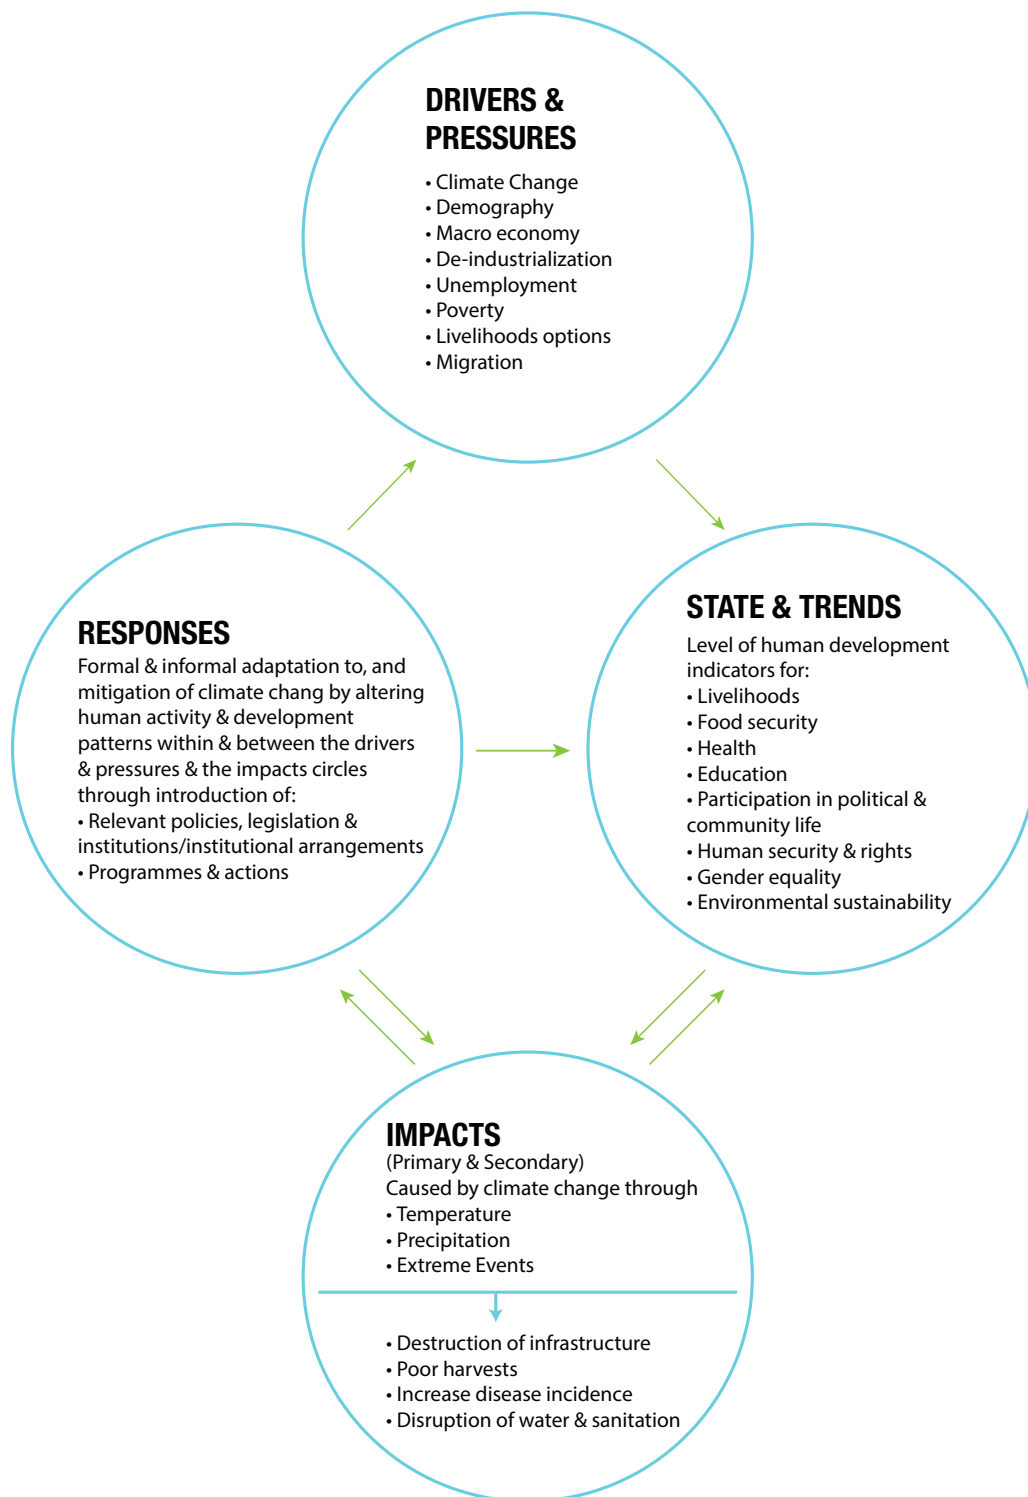 DRIVERS &
PRESSURES
• Climate Change
• Demography
• Macro economy
• De-industrialization
• Unemployment
• Poverty
• Livelihoods options
• Migration
RESPONSES
Formal & informal adaptation to, and
mitigation of climate chang by altering
human activity & development
patterns within & between the drivers
& pressures & the impacts circles
through introduction of:
• Relevant policies, legislation &
institutions/institutional arrangements
• Programmes & actions
STATE & TRENDS
Level of human development
indicators for:
• Livelihoods
• Food security
• Health
• Education
• Participation in political &
community life
• Human security & rights
• Gender equality
• Environmental sustainability
IMPACTS
(Primary & Secondary)
Caused by climate change through
• Temperature
• Precipitation
• Extreme Events
• Destruction of infrastructure
• Poor harvests
• Increase disease incidence
• Disruption of water & sanitation